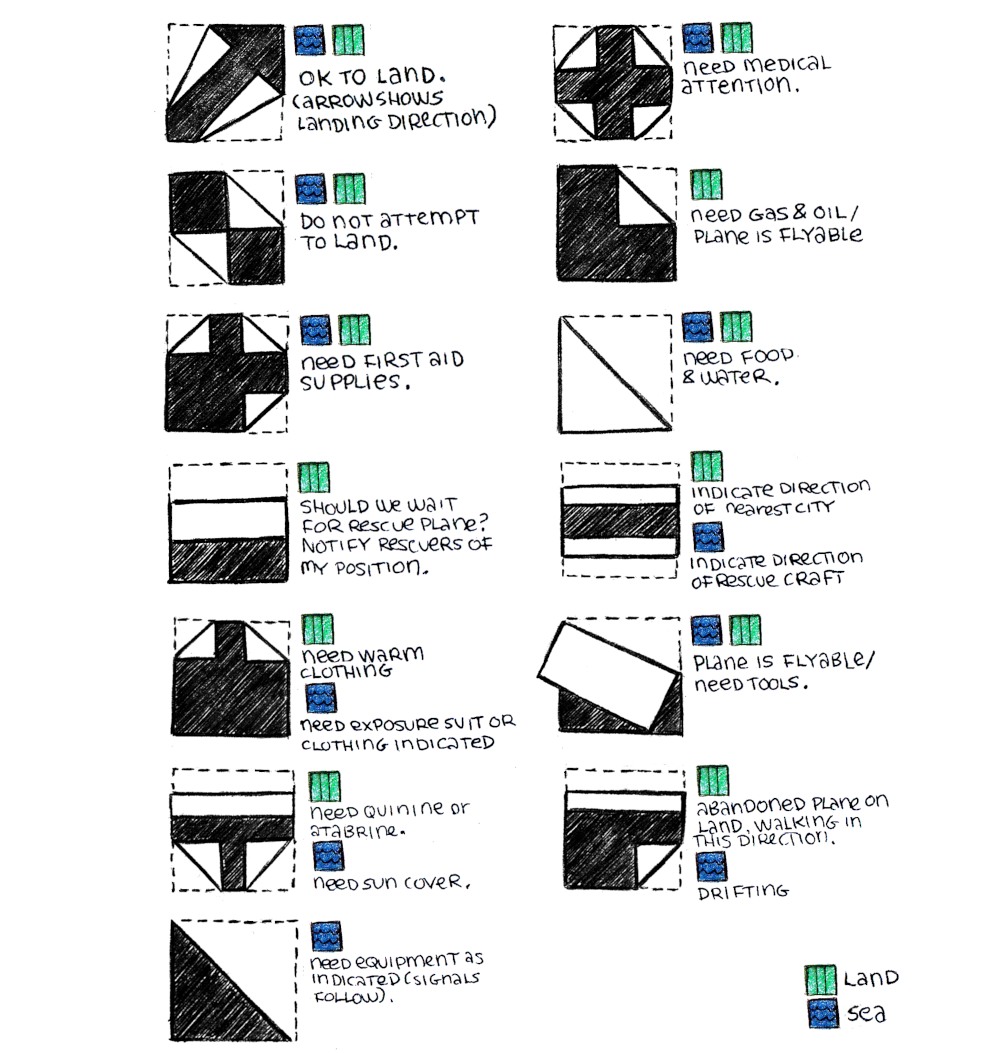 OK TO LAND.
(ARROW SHOWS
LANDING DIRECTION)
NEED MEDICAL
ATTENTION.
DO NOT ATTEMPT
TO LAND.
NEED GAS & OIL/
PLANE IS FLYABLE
NEED FIRST AID
SUPPLIES.
NEED FOOD
& WATER.
SHOULD WE WAIT
FOR RESCUE PLANE?
NOTIFY RESCUERS OF
MY POSITION.
INDICATE DIRECTION
OF NEAREST CITY
INDICATE DIRECTION
OF RESCUE CRAFT
NEED WARM
CLOTHING
NEED EXPOSURE SUIT OR
CLOTHING INDICATED
PLANE IS FLYABLE/
NEED TOOLS.
NEED QUININE OR
ATABRINE.
NEED SUN COVER.
ABANDONED PLANE ON
LAND, WALKING IN
THIS DIRECTION.
DRIFTING
NEED EQUIPMENT AS
INDICATED (SIGNALS
FOLLOW).
LAND
SEA